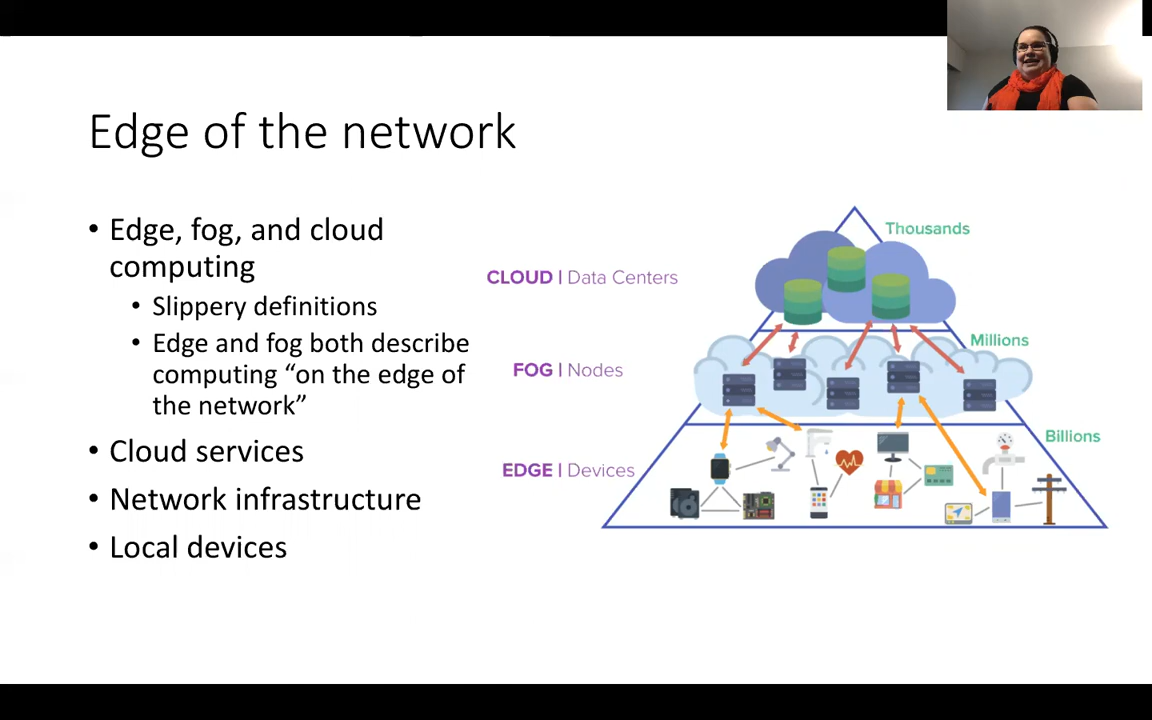 Edge of the network
• Edge, fog, and cloud
computing
• Slippery definitions
• Edge and fog both describe
computing “on the edge of
the network”
• Cloud services
• Network infrastructure
• Local devices
Thousands
CLOUD | Data Centers
Millions
FOG | Nodes
Billions
EDGE | Devices